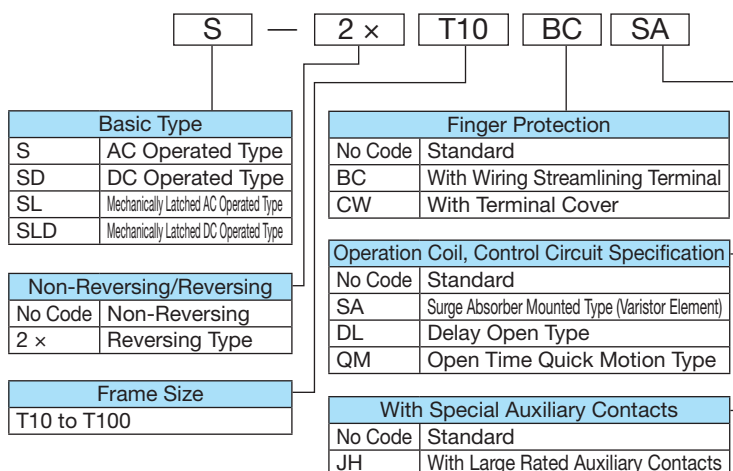 S — 2 × T10 BC SA
Basic Type
S AC Operated Type
SD DC Operated Type
SL Mechanically Latched AC Operated Type
SLD Mechanically Latched DC Operated Type
Non-Reversing/Reversing
No Code Non-Reversing
2 × Reversing Type
Frame Size
T10 to T100
Finger Protection
No Code Standard
BC With Wiring Streamlining Terminal
CW With Terminal Cover
Operation Coil, Control Circuit Specification
No Code Standard
SA Surge Absorber Mounted Type (Varistor Element)
DL Delay Open Type
QM Open Time Quick Motion Type
With Special Auxiliary Contacts
No Code Standard
JH With Large Rated Auxiliary Contacts